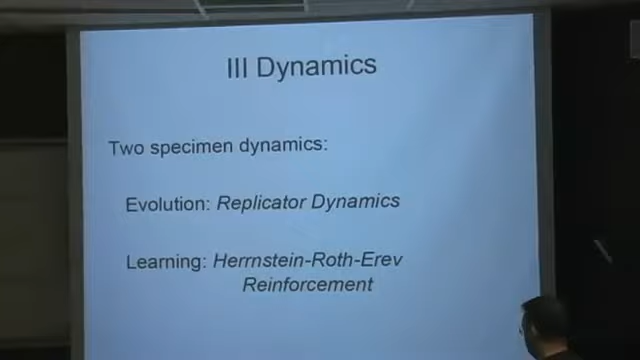 III Dynamics
Two specimen dynamics:
Evolution: Replicator Dynamics
Learning: Herrnstein-Roth-Erev
Reinforcement